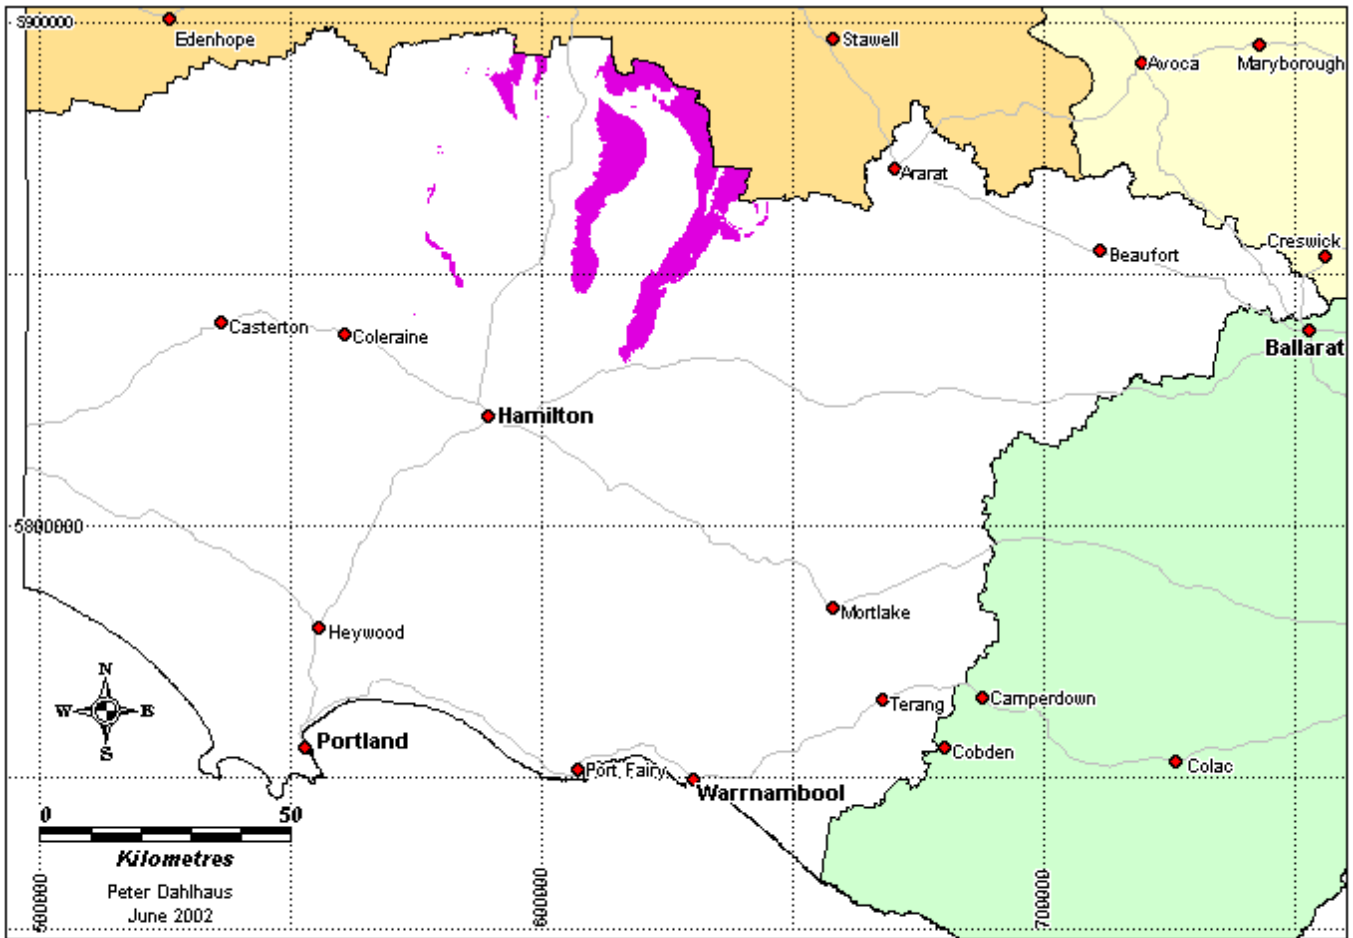 5900000
Edenhope
Stawell
Avoca
Maryborough
Ararat
Creswick
Beaufort
Casterton
Coleraine
Ballarat
Hamilton
5800000
Mortlake
Heywood
N
W E
S
Terang
Camperdown
Portland
Cobden
Port Fairy
Colac
Warrnambool
0 50
Kilometres
Peter Dahlhaus
June 2002
500000
600000
700000